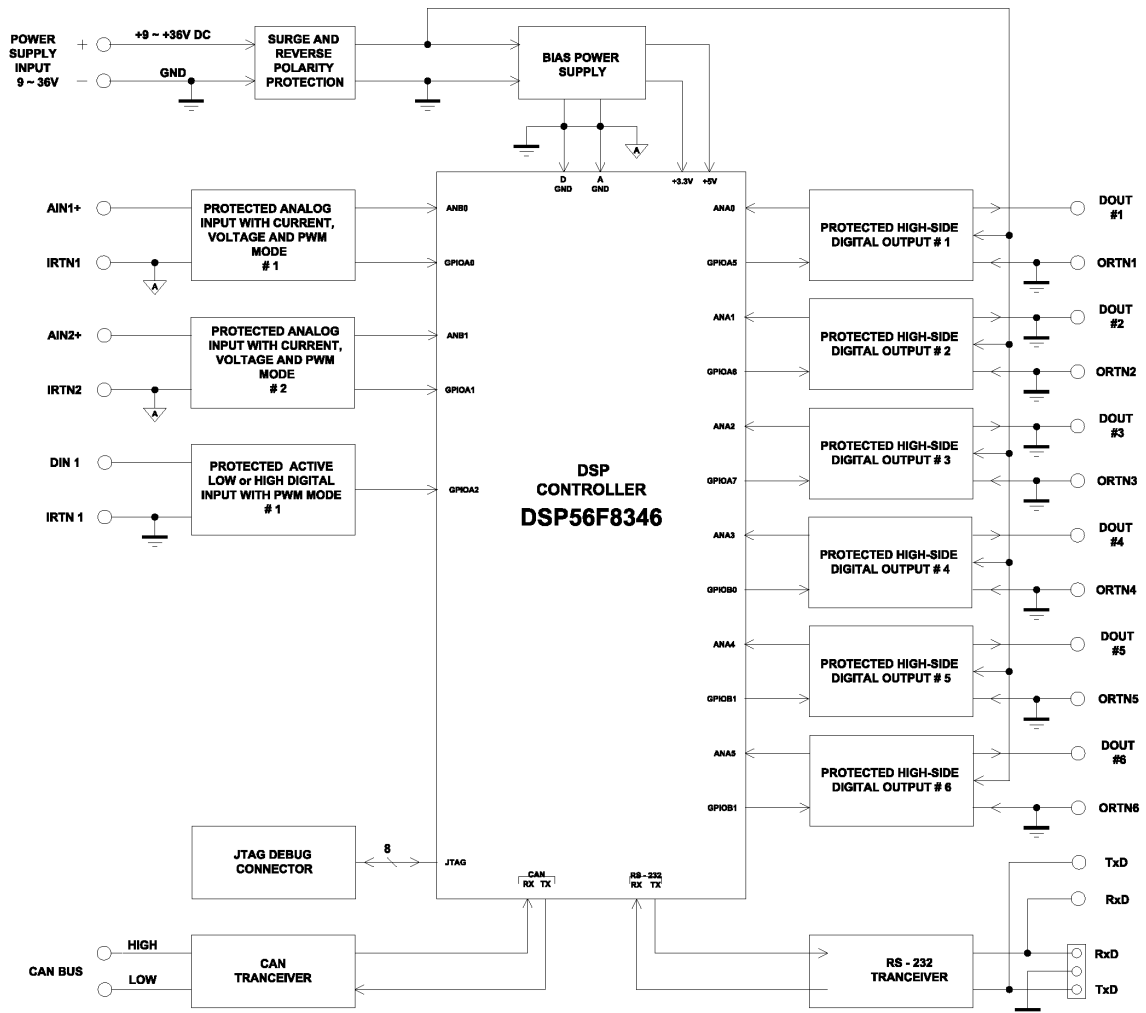 POWER
SUPPLY
INPUT
9 ~ 36V
+
+9 ~ +36V DC
−
GND
SURGE AND
REVERSE
POLARITY
PROTECTION
BIAS POWER
SUPPLY
A
D
GND
A
GND
+3.3V
+5V
AIN1+
IRTN1
A
PROTECTED ANALOG
INPUT WITH CURRENT,
VOLTAGE AND PWM
MODE
# 1
ANB0
GPIOA0
AIN2+
IRTN2
A
PROTECTED ANALOG
INPUT WITH CURRENT,
VOLTAGE AND PWM
MODE
# 2
ANB1
GPIOA1
DIN 1
IRTN 1
PROTECTED ACTIVE
LOW or HIGH DIGITAL
INPUT WITH PWM MODE
# 1
GPIOA2
DSP
CONTROLLER
DSP56F8346
ANA0
GPIOA5
PROTECTED HIGH-SIDE
DIGITAL OUTPUT # 1
DOUT
#1
ORTN1
ANA1
GPIOA6
PROTECTED HIGH-SIDE
DIGITAL OUTPUT # 2
DOUT
#2
ORTN2
ANA2
GPIOA7
PROTECTED HIGH-SIDE
DIGITAL OUTPUT # 3
DOUT
#3
ORTN3
ANA3
GPIOB0
PROTECTED HIGH-SIDE
DIGITAL OUTPUT # 4
DOUT
#4
ORTN4
ANA4
GPIOB1
PROTECTED HIGH-SIDE
DIGITAL OUTPUT # 5
DOUT
#5
ORTN5
ANA5
GPIOB1
PROTECTED HIGH-SIDE
DIGITAL OUTPUT # 6
DOUT
#6
ORTN6
JTAG DEBUG
CONNECTOR
8
JTAG
CAN
RX TX
RS - 232
RX TX
CAN BUS
HIGH
LOW
CAN
TRANCEIVER
RS - 232
TRANCEIVER
TxD
RxD
RxD
TxD